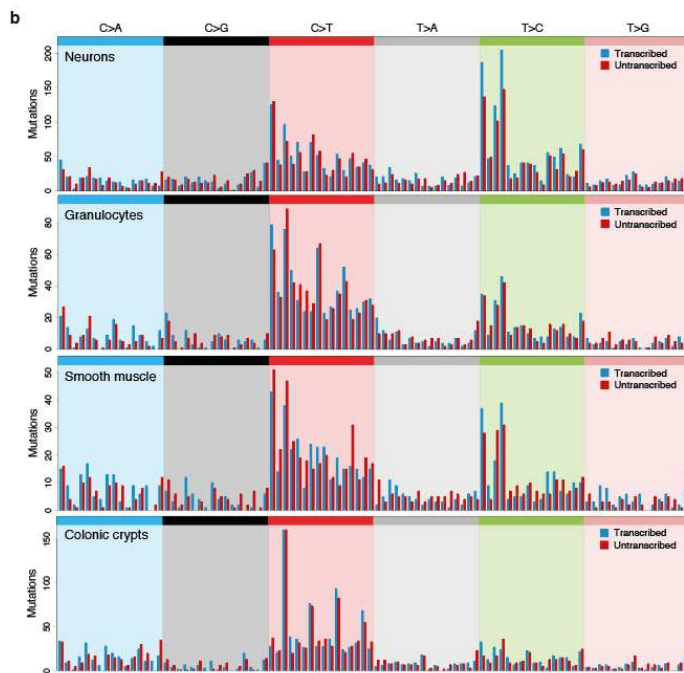 b
C>A C>G C>T T>A T>C T>G
Neurons
Transcribed
Untranscribed
Mutations
200
150
100
50
0
Granulocytes
Transcribed
Untranscribed
Mutations
80
60
40
20
0
Smooth muscle
Transcribed
Untranscribed
Mutations
50
40
30
20
10
0
Colonic crypts
Transcribed
Untranscribed
Mutations
150
100
50
0